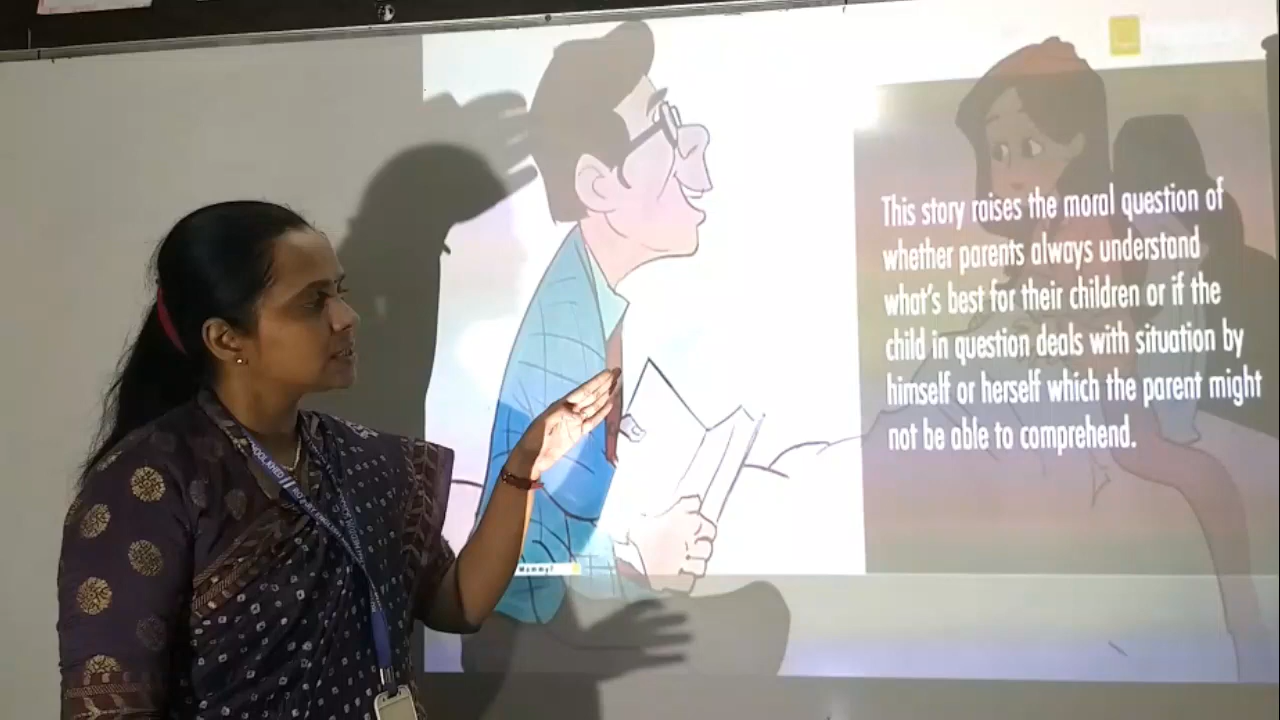 This story raises the moral question of
whether parents always understand
what's best for their children or if the
child in question deals with situation by
himself or herself which the parent might
not be able to comprehend.
Mommy?